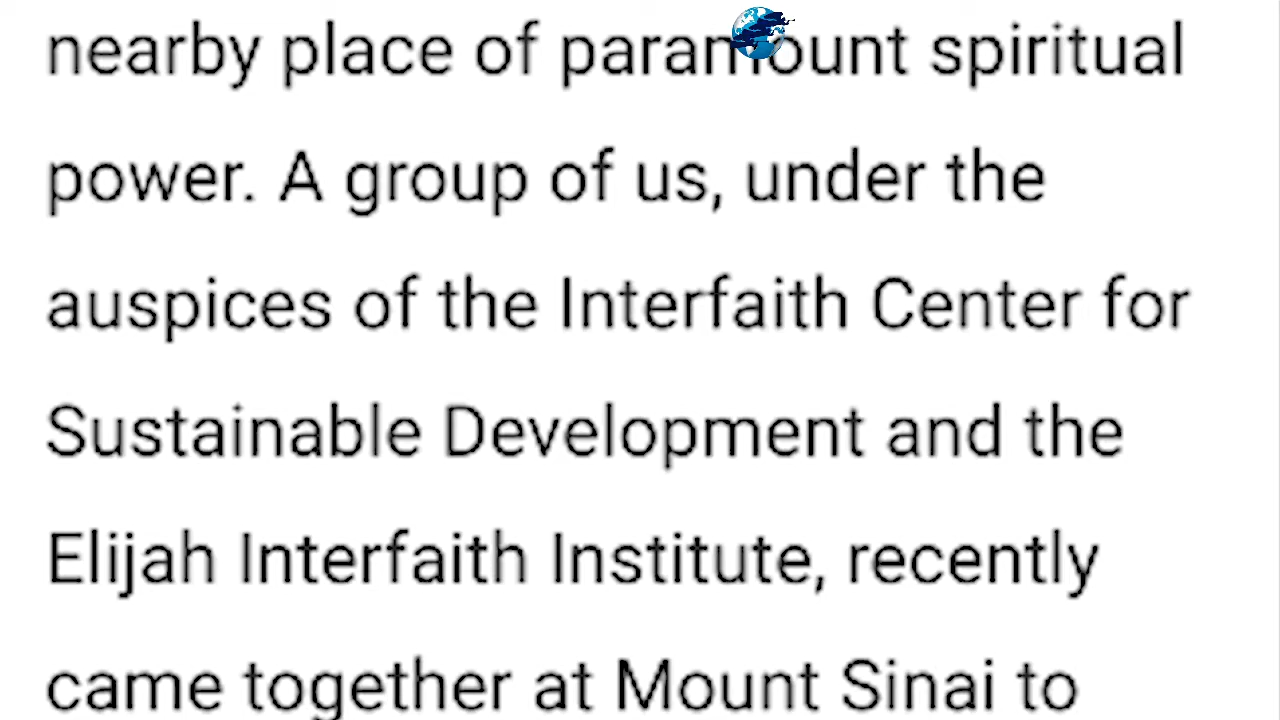 nearby place of paramount spiritual
power. A group of us, under the
auspices of the Interfaith Center for
Sustainable Development and the
Elijah Interfaith Institute, recently
came together at Mount Sinai to